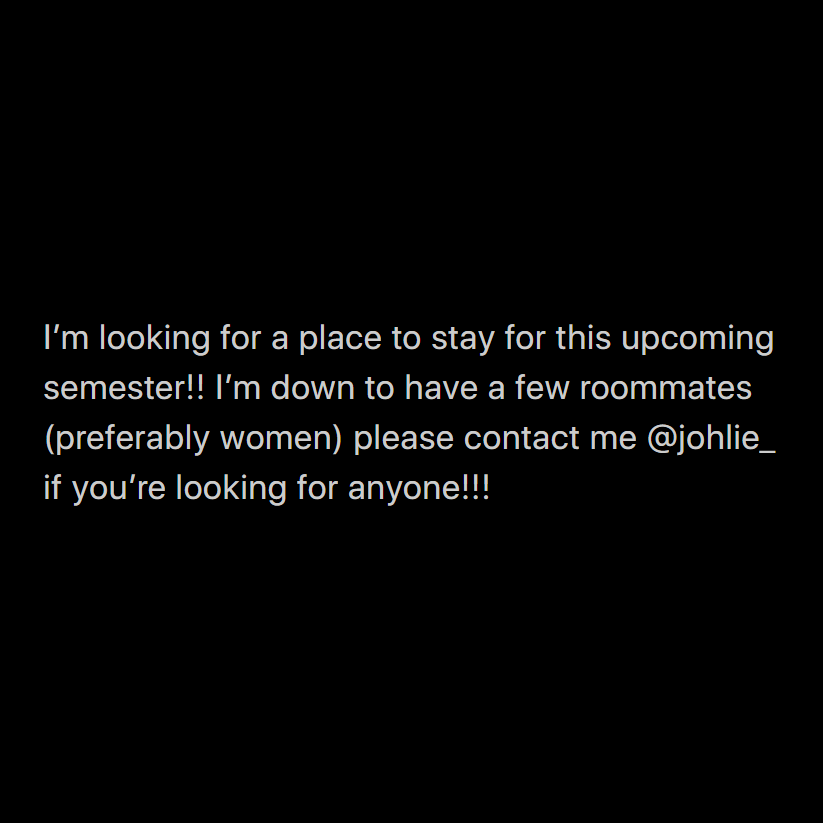 I’m looking for a place to stay for this upcoming
semester!! I’m down to have a few roommates
(preferably women) please contact me @johlie_
if you’re looking for anyone!!!